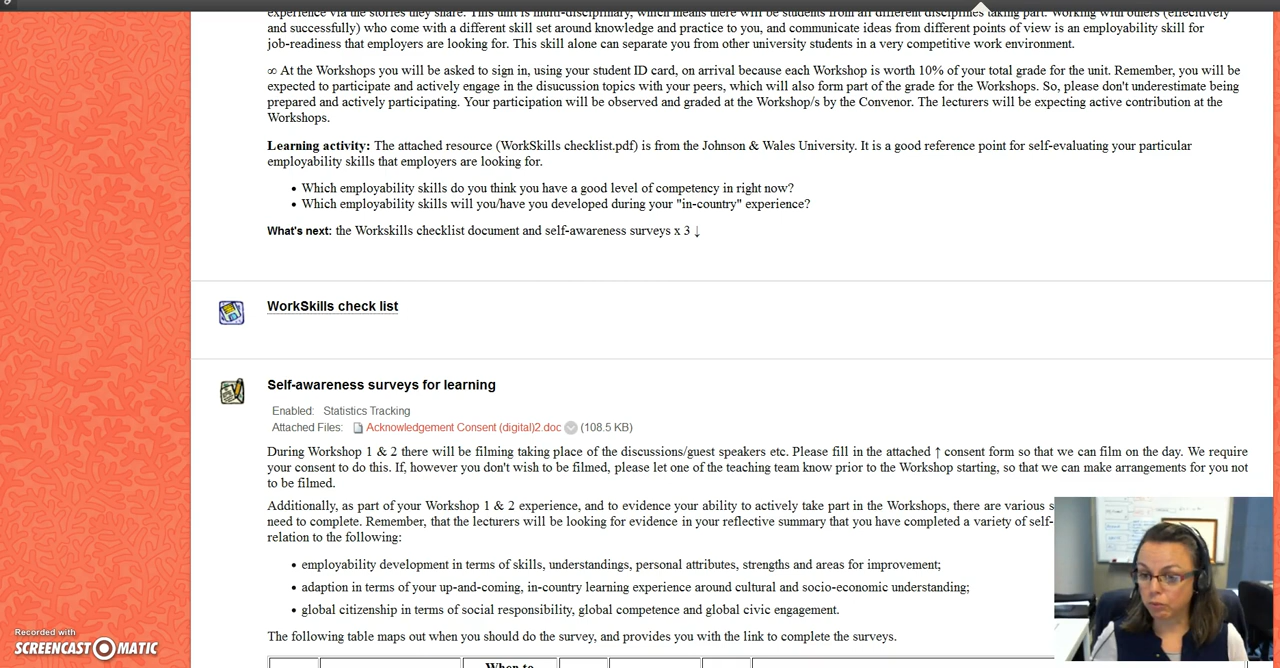 experience via the stories they share. This unit is multi-disciplinary, which means there will be students from all different disciplines taking part. Working with others (effectively
and successfully) who come with a different skill set around knowledge and practice to you, and communicate ideas from different points of view is an employability skill for
job-readiness that employers are looking for. This skill alone can separate you from other university students in a very competitive work environment.
∞ At the Workshops you will be asked to sign in, using your student ID card, on arrival because each Workshop is worth 10% of your total grade for the unit. Remember, you will be
expected to participate and actively engage in the disucussion topics with your peers, which will also form part of the grade for the Workshops. So, please don't underestimate being
prepared and actively participating. Your participation will be observed and graded at the Workshop/s by the Convenor. The lecturers will be expecting active contribution at the
Workshops.
Learning activity: The attached resource (WorkSkills checklist.pdf) is from the Johnson & Wales University. It is a good reference point for self-evaluating your particular
employability skills that employers are looking for.
• Which employability skills do you think you have a good level of competency in right now?
• Which employability skills will you/have you developed during your "in-country" experience?
What's next: the Workskills checklist document and self-awareness surveys x 3 ↓
WorkSkills check list
Self-awareness surveys for learning
Enabled: Statistics Tracking
Attached Files: Acknowledgement Consent (digital)2.doc (108.5 KB)
During Workshop 1 & 2 there will be filming taking place of the discussions/guest speakers etc. Please fill in the attached ↑ consent form so that we can film on the day. We require
your consent to do this. If, however you don't wish to be filmed, please let one of the teaching team know prior to the Workshop starting, so that we can make arrangements for you not
to be filmed.
Additionally, as part of your Workshop 1 & 2 experience, and to evidence your ability to actively take part in the Workshops, there are various s
need to complete. Remember, that the lecturers will be looking for evidence in your reflective summary that you have completed a variety of self-
relation to the following:
• employability development in terms of skills, understandings, personal attributes, strengths and areas for improvement;
• adaption in terms of your up-and-coming, in-country learning experience around cultural and socio-economic understanding;
• global citizenship in terms of social responsibility, global competence and global civic engagement.
The following table maps out when you should do the survey, and provides you with the link to complete the surveys.
When to
Recorded with
SCREENCAST-O-MATIC